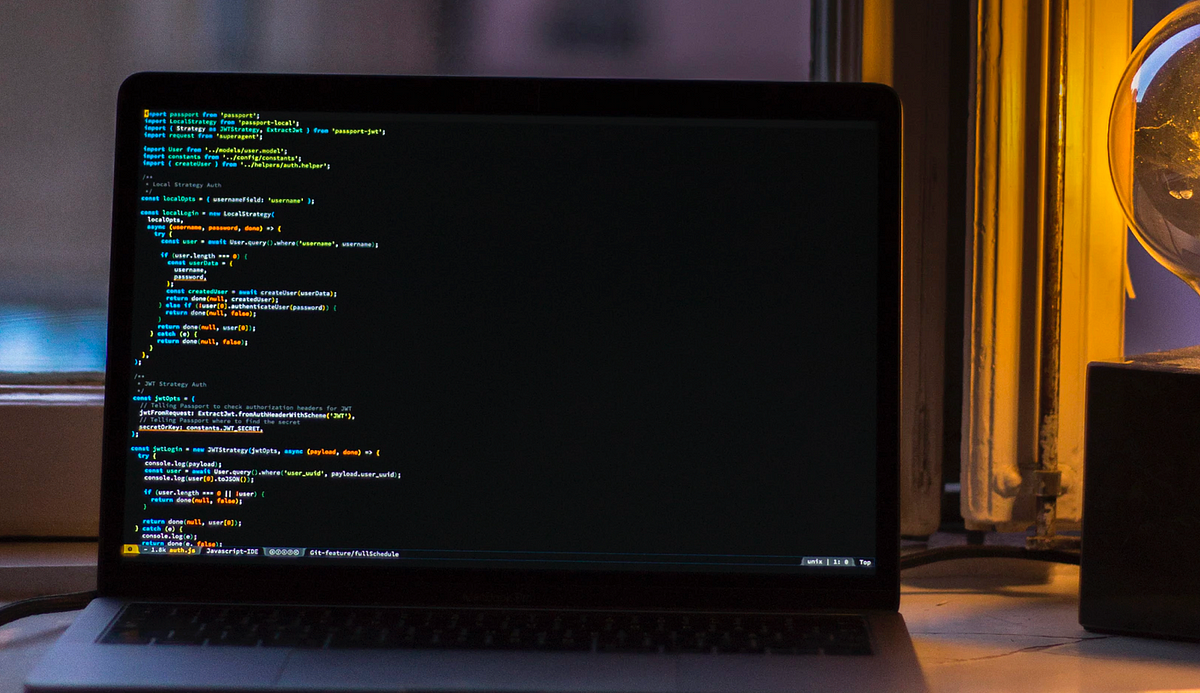 import passport from 'passport';
import LocalStrategy from 'passport-local';
import { Strategy as JWTStrategy, ExtractJwt } from 'passport-jwt';
import request from 'superagent';
import User from '../models/user.model';
import constants from '../config/constants';
import { createUser } from '../helpers/auth.helper';
/**
* Local Strategy Auth
*/
const localOpts = { usernameField: 'username' };
const localLogin = new LocalStrategy(
localOpts,
async (username, password, done) => {
try {
const user = await User.query().where('username', username);
if (user.length === 0) {
const userData = {
username,
password,
};
const createdUser = await createUser(userData);
return done(null, createdUser);
} else if (!user[0].authenticateUser(password)) {
return done(null, false);
}
return done(null, user[0]);
} catch (e) {
return done(null, false);
}
},
);
/**
* JWT Strategy Auth
*/
const jwtOpts = {
// Telling Passport to check authorization headers for JWT
jwtFromRequest: ExtractJwt.fromAuthHeaderWithScheme('JWT'),
// Telling Passport where to find the secret
secretOrKey: constants.JWT_SECRET,
};
const jwtLogin = new JWTStrategy(jwtOpts, async (payload, done) => {
try {
console.log(payload);
const user = await User.query().where('user_uuid', payload.user_uuid);
console.log(user[0].toJSON());
if (user.length === 0 || !user) {
return done(null, false);
}
return done(null, user[0]);
} catch (e) {
console.log(e);
return done(e, false);
- 1.8k auth.js Javascript-IDE Git-feature/fullSchedule unix | 1: 0 Top